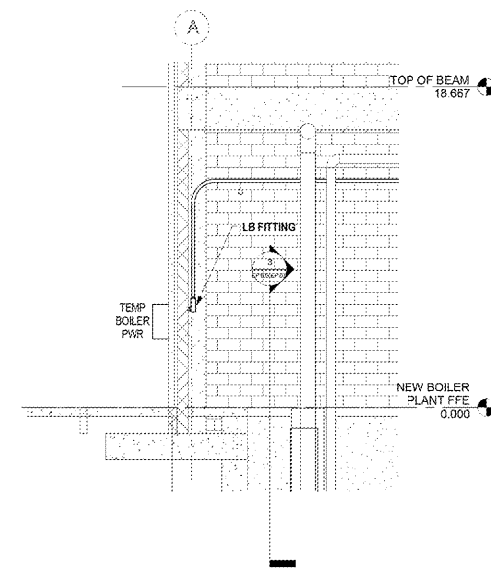 A
TOP OF BEAM
18.667
LB FITTING
3
TEMP
BOILER
PWR
NEW BOILER
PLANT FFE
0.000